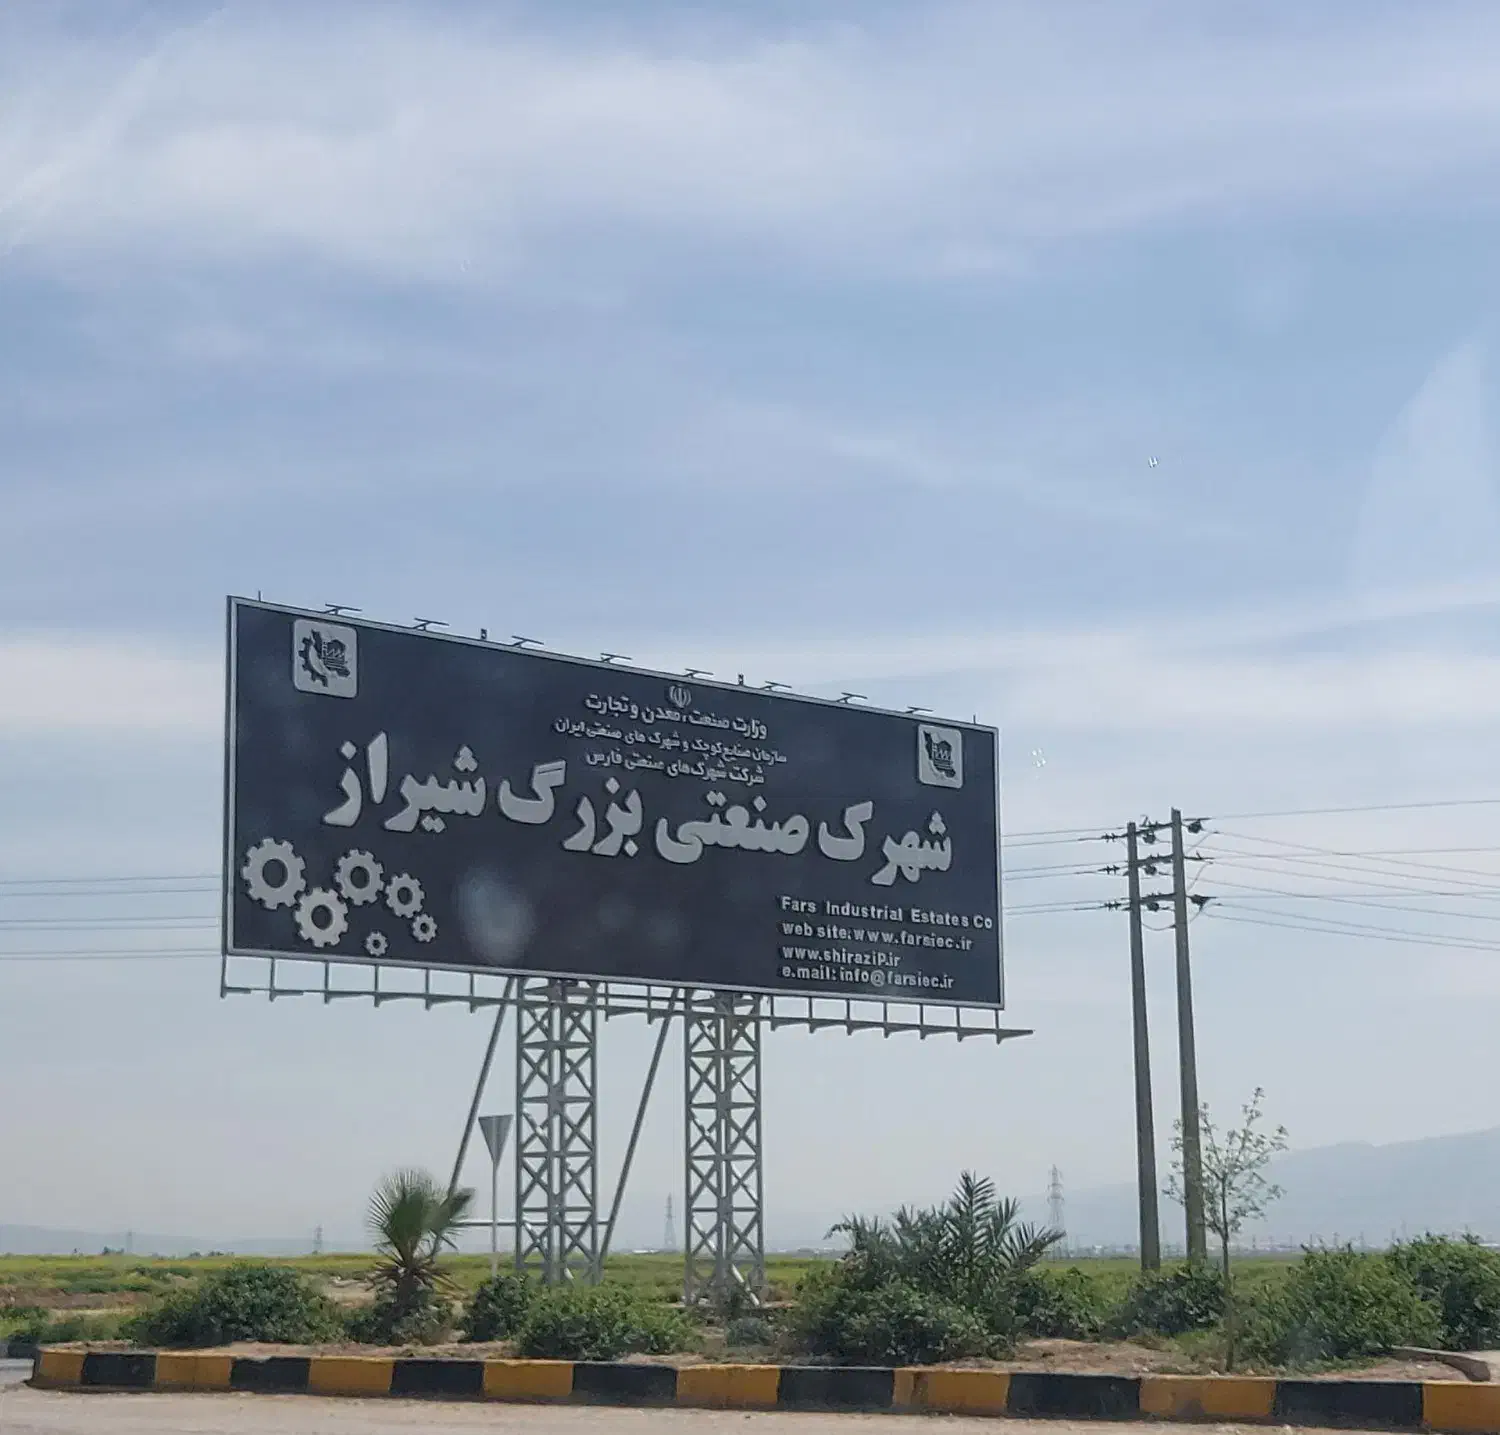 وزارت صنعت، معدن و تجارت
سازمان صنایع کوچک و شهرک های صنعتی ایران
شرکت شهرک‌های صنعتی فارس
شهرک صنعتی بزرگ شیراز
Fars Industrial Estates Co
web site:www.farsiec.ir
www.shiraziP.ir
e.mail:info@farsiec.ir